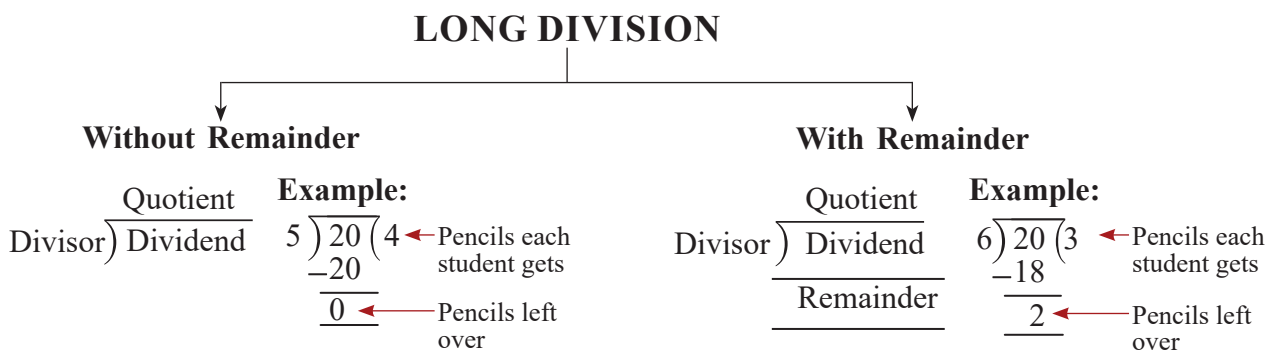 LONG DIVISION
Without Remainder
Quotient
Divisor) Dividend
Example:
5 ) 20 ( 4
Pencils each
student gets
–20
0
Pencils left
over
With Remainder
Quotient
Divisor) Dividend
Remainder
Example:
6 ) 20 ( 3
Pencils each
student gets
–18
2
Pencils left
over